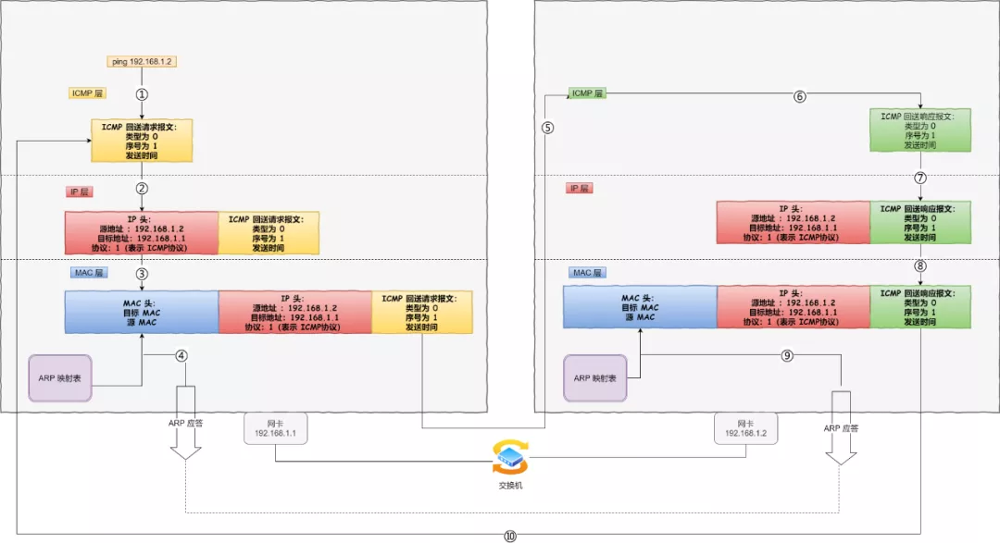 ping 192.168.1.2
ICMP 层
①
ICMP 回送请求报文:
类型为 0
序号为 1
发送时间
②
IP 层
IP 头:
源地址 : 192.168.1.2
目标地址: 192.168.1.1
协议: 1 (表示 ICMP协议)
ICMP 回送请求报文:
类型为 0
序号为 1
发送时间
③
MAC 层
MAC 头:
目标 MAC
源 MAC
IP 头:
源地址 : 192.168.1.2
目标地址: 192.168.1.1
协议: 1 (表示 ICMP协议)
ICMP 回送请求报文:
类型为 0
序号为 1
发送时间
④
ARP 映射表
ARP 应答
网卡
192.168.1.1
交换机
⑤
ICMP 层
⑥
ICMP 回送响应报文:
类型为 0
序号为 1
发送时间
⑦
IP 层
IP 头:
源地址 : 192.168.1.2
目标地址: 192.168.1.1
协议: 1 (表示 ICMP协议)
ICMP 回送响应报文:
类型为 0
序号为 1
发送时间
⑧
MAC 层
MAC 头:
目标 MAC
源 MAC
IP 头:
源地址 : 192.168.1.2
目标地址: 192.168.1.1
协议: 1 (表示 ICMP协议)
ICMP 回送响应报文:
类型为 0
序号为 1
发送时间
⑨
ARP 映射表
ARP 应答
网卡
192.168.1.2
⑩